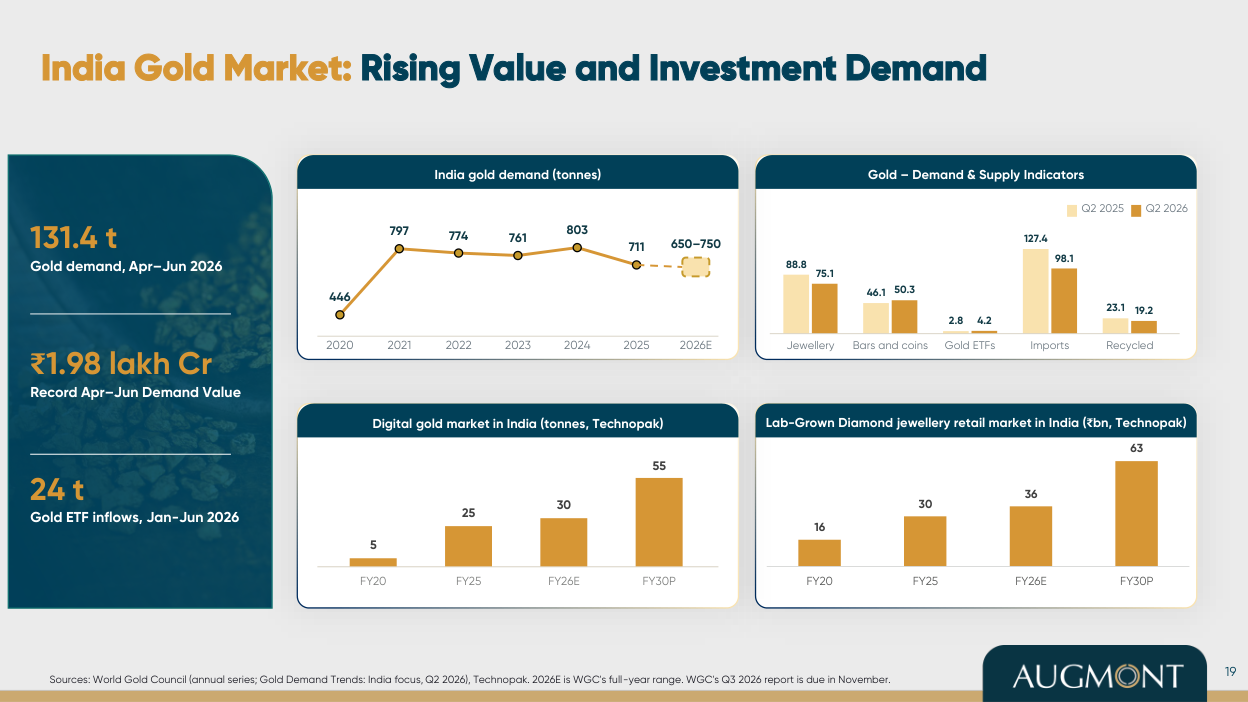 India Gold Market: Rising Value and Investment Demand
131.4 t
Gold demand, Apr–Jun 2026
₹1.98 lakh Cr
Record Apr–Jun Demand Value
24 t
Gold ETF inflows, Jan-Jun 2026
India gold demand (tonnes)
446
797
774
761
803
711
650–750
2020 2021 2022 2023 2024 2025 2026E
Gold – Demand & Supply Indicators
Q2 2025 Q2 2026
88.8 75.1
46.1 50.3
2.8 4.2
127.4 98.1
23.1 19.2
Jewellery Bars and coins Gold ETFs Imports Recycled
Digital gold market in India (tonnes, Technopak)
5
25
30
55
FY20 FY25 FY26E FY30P
Lab-Grown Diamond jewellery retail market in India (₹bn, Technopak)
16
30
36
63
FY20 FY25 FY26E FY30P
Sources: World Gold Council (annual series; Gold Demand Trends: India focus, Q2 2026), Technopak. 2026E is WGC's full-year range. WGC's Q3 2026 report is due in November.
AUGMONT
19